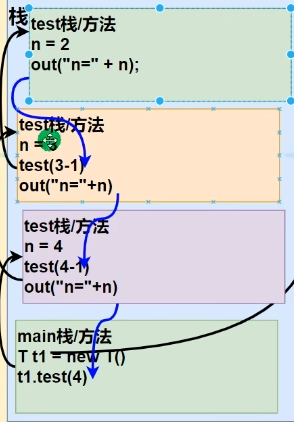 栈
test栈/方法
n = 2
out("n=" + n);
test栈/方法
n = 3
test(3-1)
out("n="+n)
test栈/方法
n = 4
test(4-1)
out("n="+n)
main栈/方法
T t1 = new T()
t1.test(4)